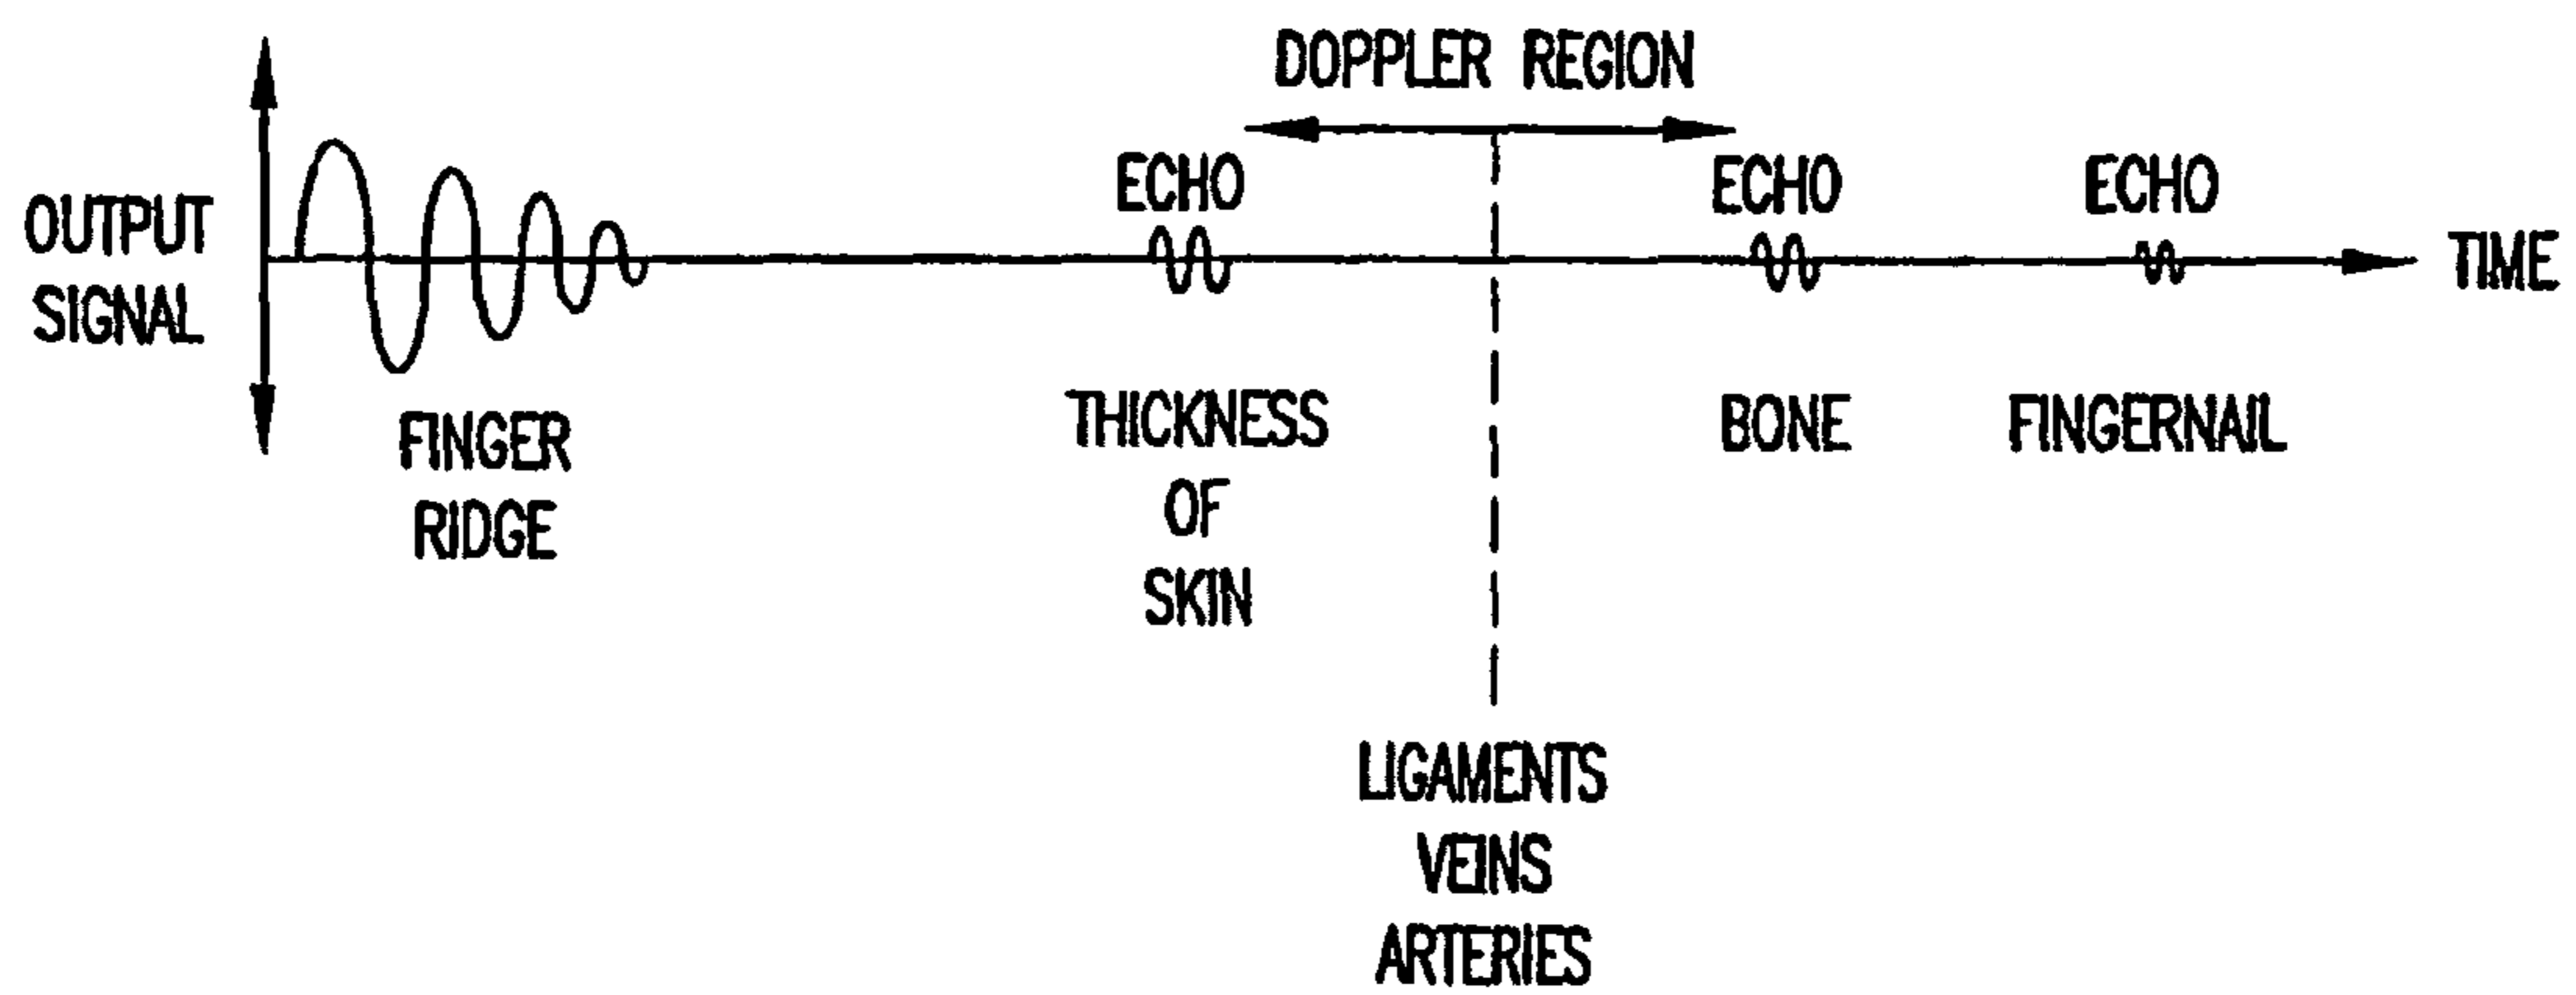 DOPPLER REGION
ECHO
ECHO
ECHO
OUTPUT
SIGNAL
TIME
FINGER
RIDGE
THICKNESS
OF
SKIN
BONE
FINGERNAIL
LIGAMENTS
VEINS
ARTERIES